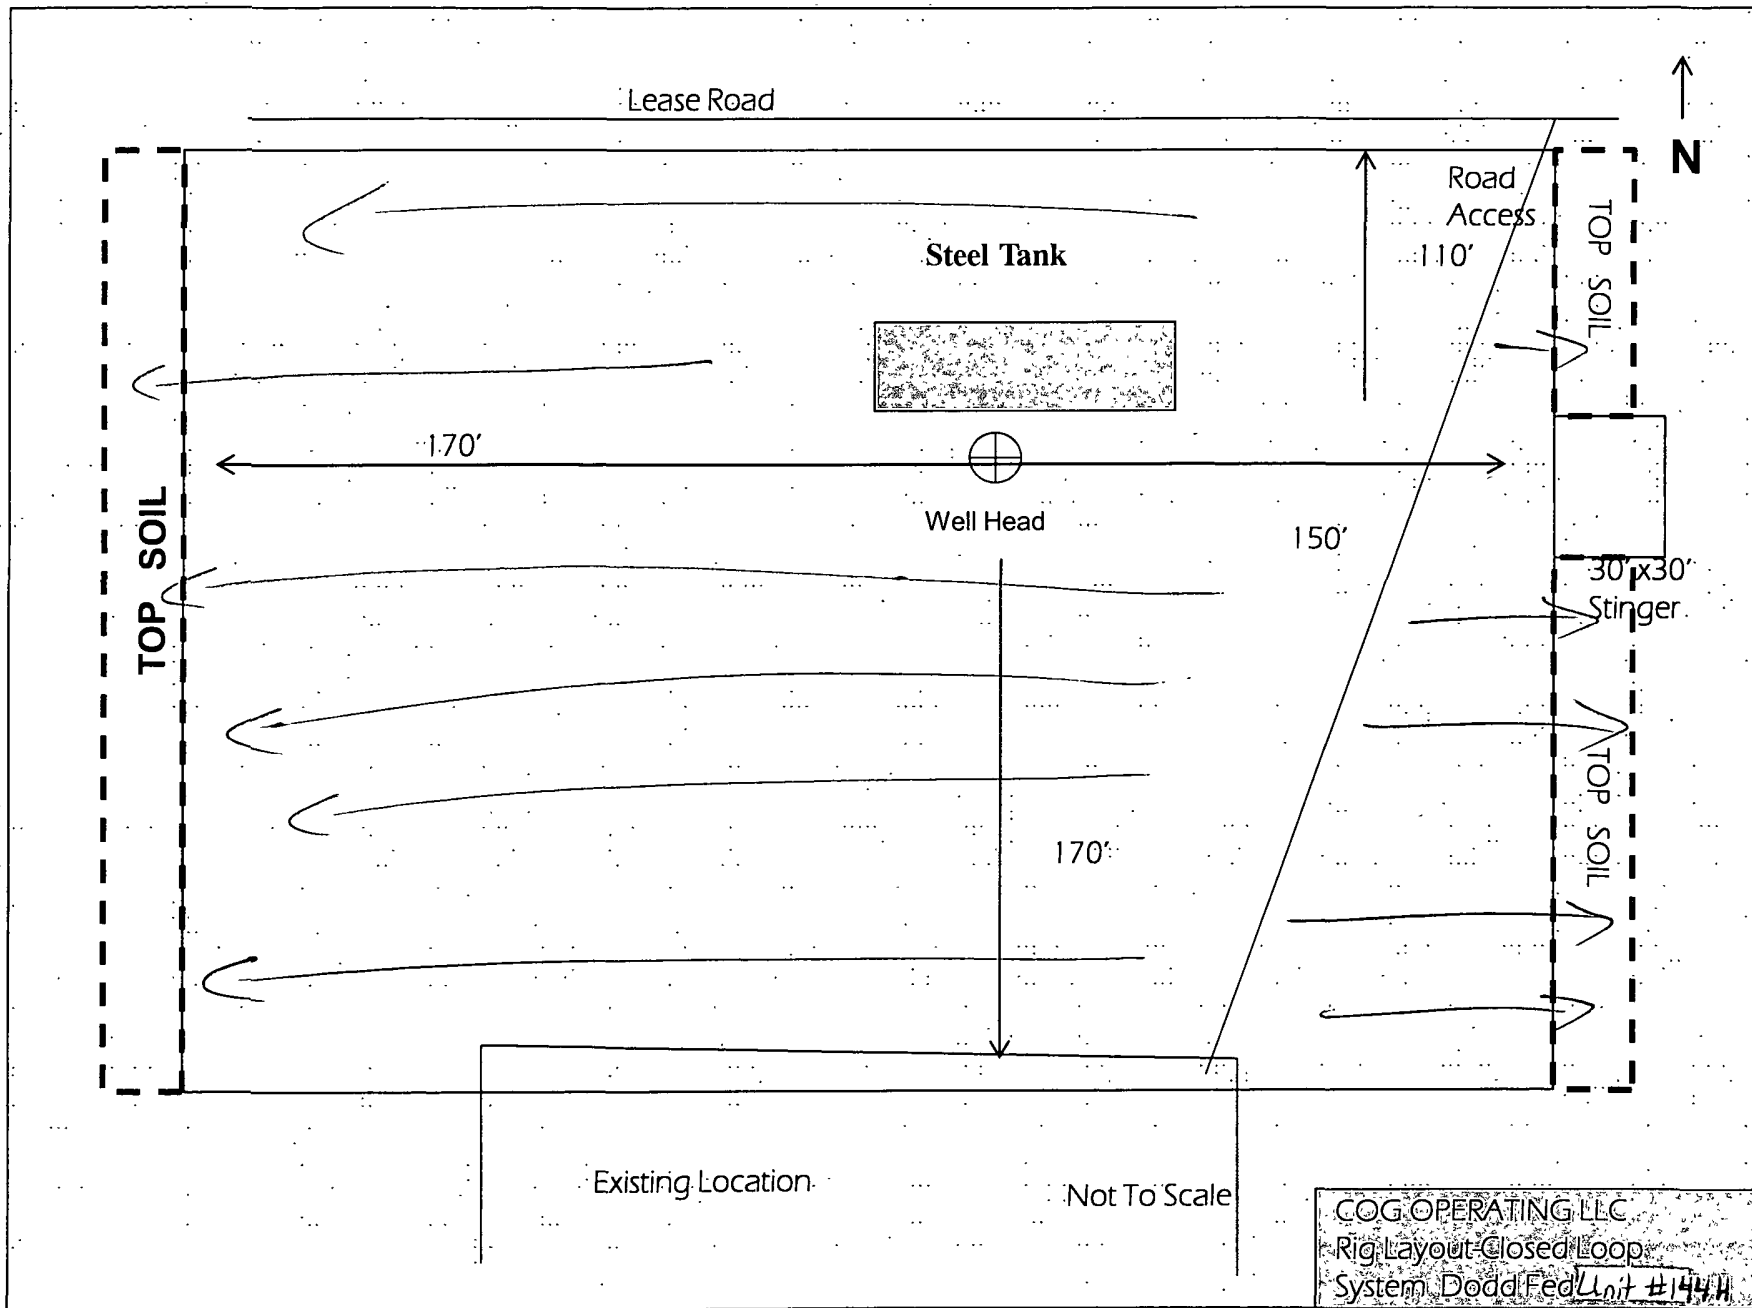 Lease Road
N
Road
Access
110'
TOP SOIL
Steel Tank
170'
TOP SOIL
Well Head
150'
30'x30'
Stinger
170'
TOP SOIL
Existing Location
Not To Scale
COG OPERATING LLC
Rig Layout-Closed Loop
System Dodd Fed Unit #144H